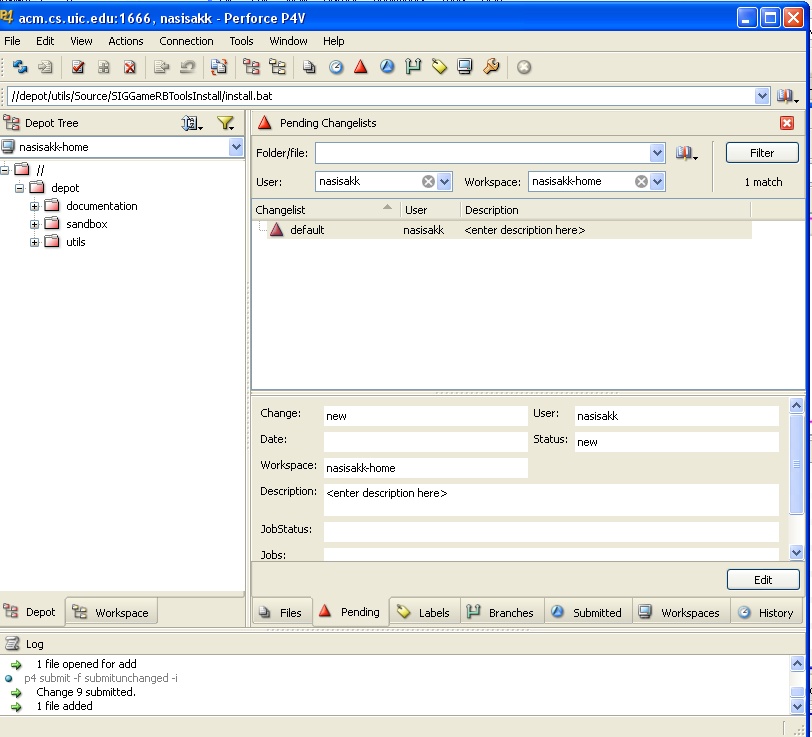 acm.cs.uic.edu:1666, nasisakk - Perforce P4V
File Edit View Actions Connection Tools Window Help
//depot/utils/Source/SIGGameRBToolsInstall/install.bat
Depot Tree
nasisakk-home
//
depot
documentation
sandbox
utils
Depot Workspace
Pending Changelists
Folder/file: Filter
User: nasisakk Workspace: nasisakk-home 1 match
Changelist User Description
default nasisakk <enter description here>
Change: new User: nasisakk
Date: Status: new
Workspace: nasisakk-home
Description: <enter description here>
JobStatus:
Jobs:
Edit
Files Pending Labels Branches Submitted Workspaces History
Log
1 file opened for add
p4 submit -f submitunchanged -i
Change 9 submitted.
1 file added